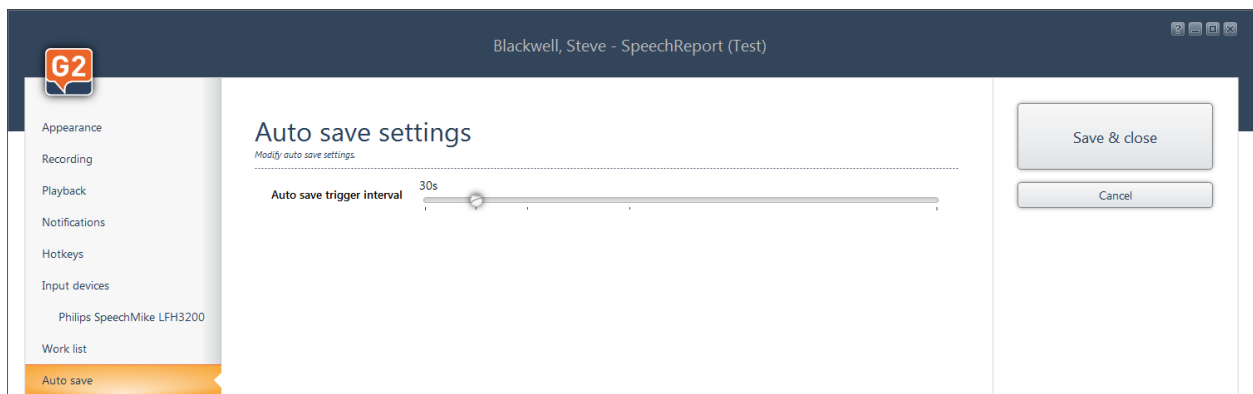 Blackwell, Steve - SpeechReport (Test)
?
G2
Appearance
Recording
Playback
Notifications
Hotkeys
Input devices
Philips SpeechMike LFH3200
Work list
Auto save
Auto save settings
Modify auto save settings.
Auto save trigger interval
30s
Save & close
Cancel